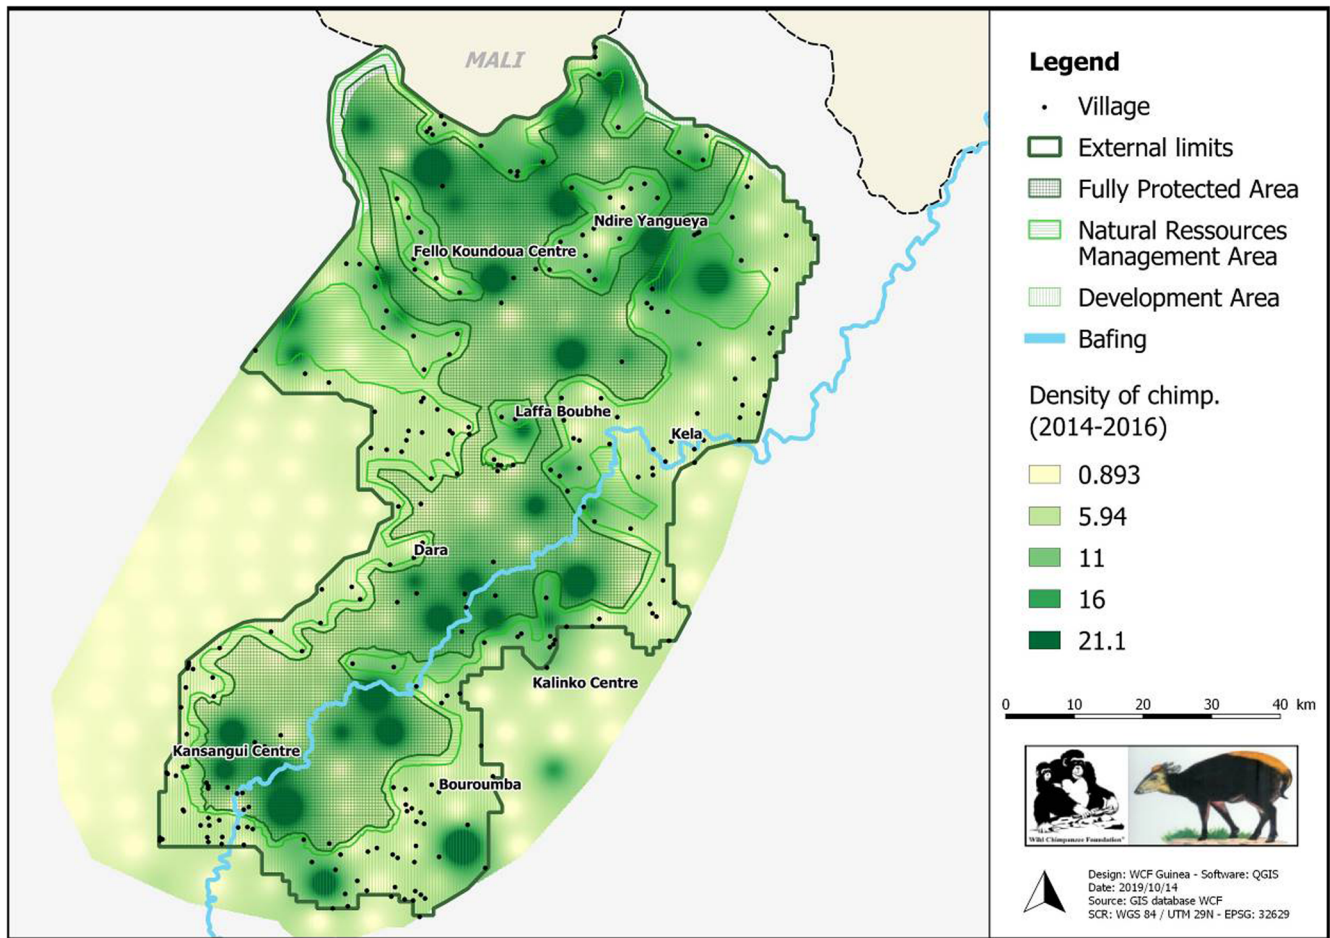 MALI
Ndire Yangueya
Fello Koundoua Centre
Laffa Boubhe
Kela
Dara
Kalinko Centre
Kansangui Centre
Bouroumba
Legend
Village
External limits
Fully Protected Area
Natural Ressources
Management Area
Development Area
Bafing
Density of chimp.
(2014-2016)
0.893
5.94
11
16
21.1
0 10 20 30 40 km
Wild Chimpanzee Foundation®
Design: WCF Guinea - Software: QGIS
Date: 2019/10/14
Source: GIS database WCF
SCR: WGS 84 / UTM 29N - EPSG: 32629